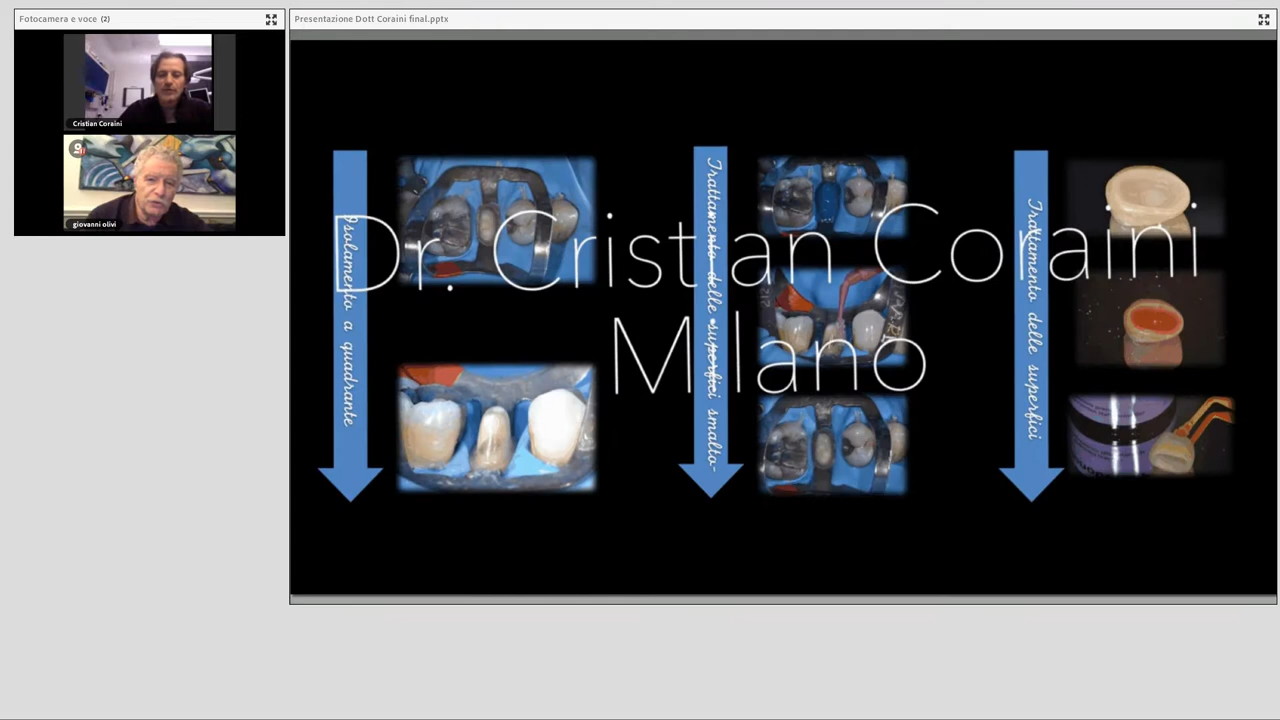 Fotocamera e voce (2)
Cristian Coraini
giovanni olivi
Presentazione Dott Coraini final.pptx
Dr. Cristian Coraini
Milano
Isolamento a quadrante
Trattamento delle superfici smalto-
Trattamento delle superfici